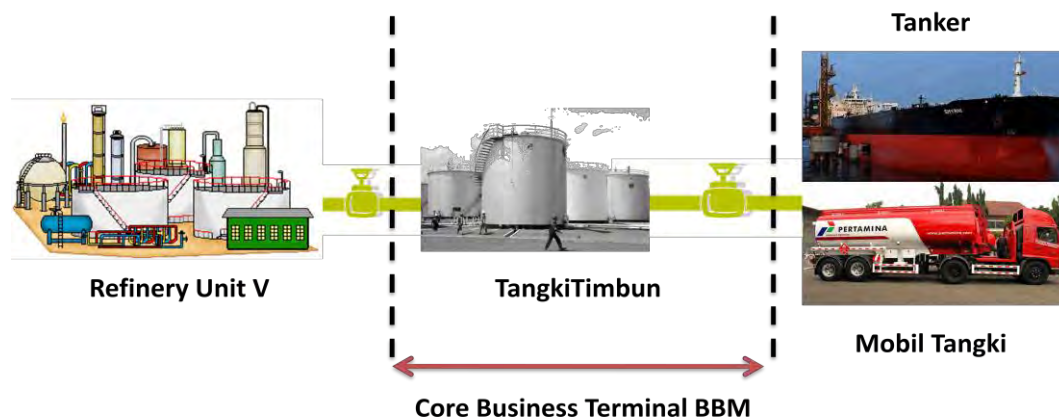 Tanker
PERTAMINA
Refinery Unit V
TangkiTimbun
Mobil Tangki
Core Business Terminal BBM